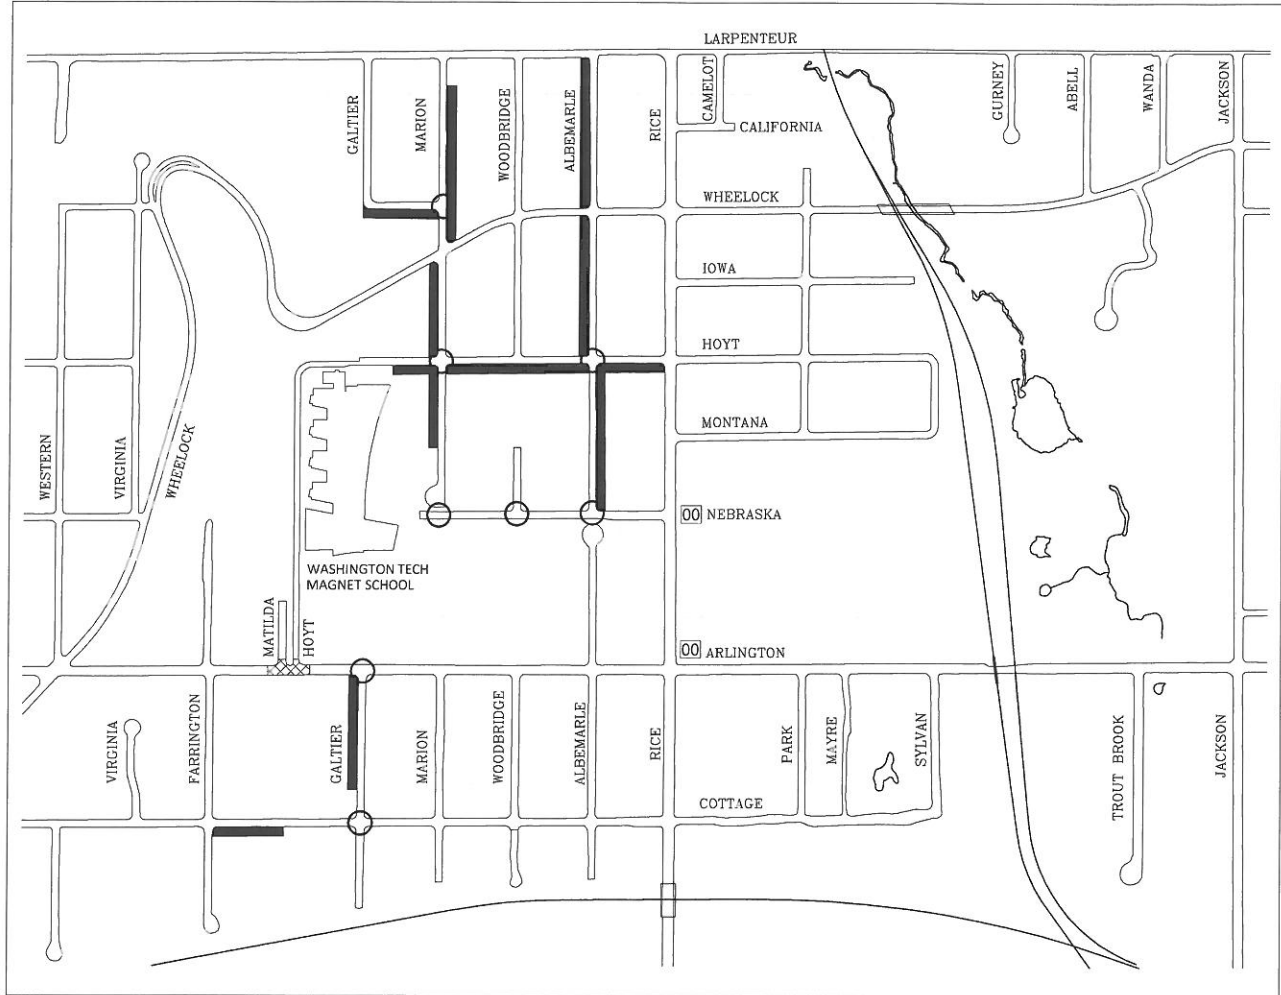 LARPENTEUR
GALTIER
MARION
WOODBRIDGE
ALBEMARLE
RICE
CAMELOT
CALIFORNIA
GURNEY
ABELL
WANDA
JACKSON
WHEELOCK
IOWA
HOYT
MONTANA
WESTERN
VIRGINIA
WHEELOCK
00 NEBRASKA
WASHINGTON TECH
MAGNET SCHOOL
MATILDA
HOYT
00 ARLINGTON
VIRGINIA
FARRINGTON
GALTIER
MARION
WOODBRIDGE
ALBEMARLE
RICE
PARK
MAYRE
SYLVAN
TROUT BROOK
JACKSON
COTTAGE